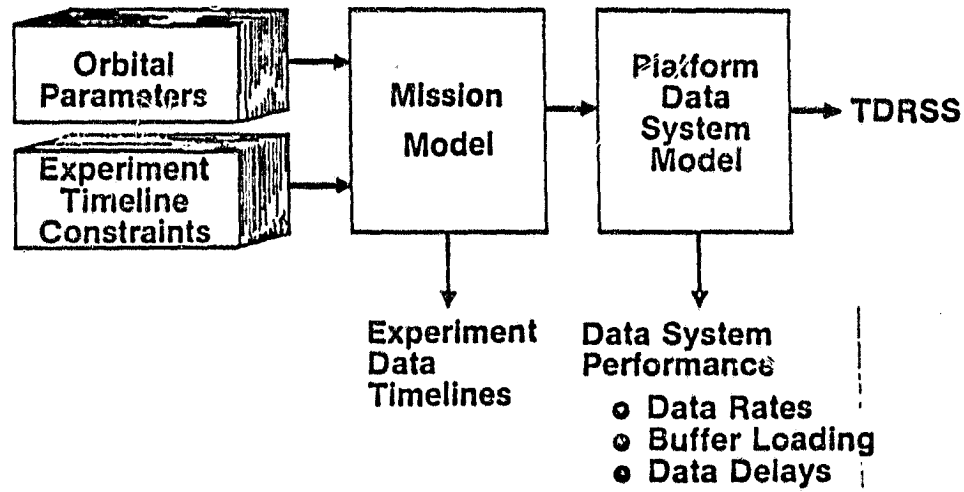 Orbital
Parameters
Experiment
Timeline
Constraints
Mission
Model
Platform
Data
System
Model
TDRSS
Experiment
Data
Timelines
Data System
Performance
Data Rates
Buffer Loading
Data Delays